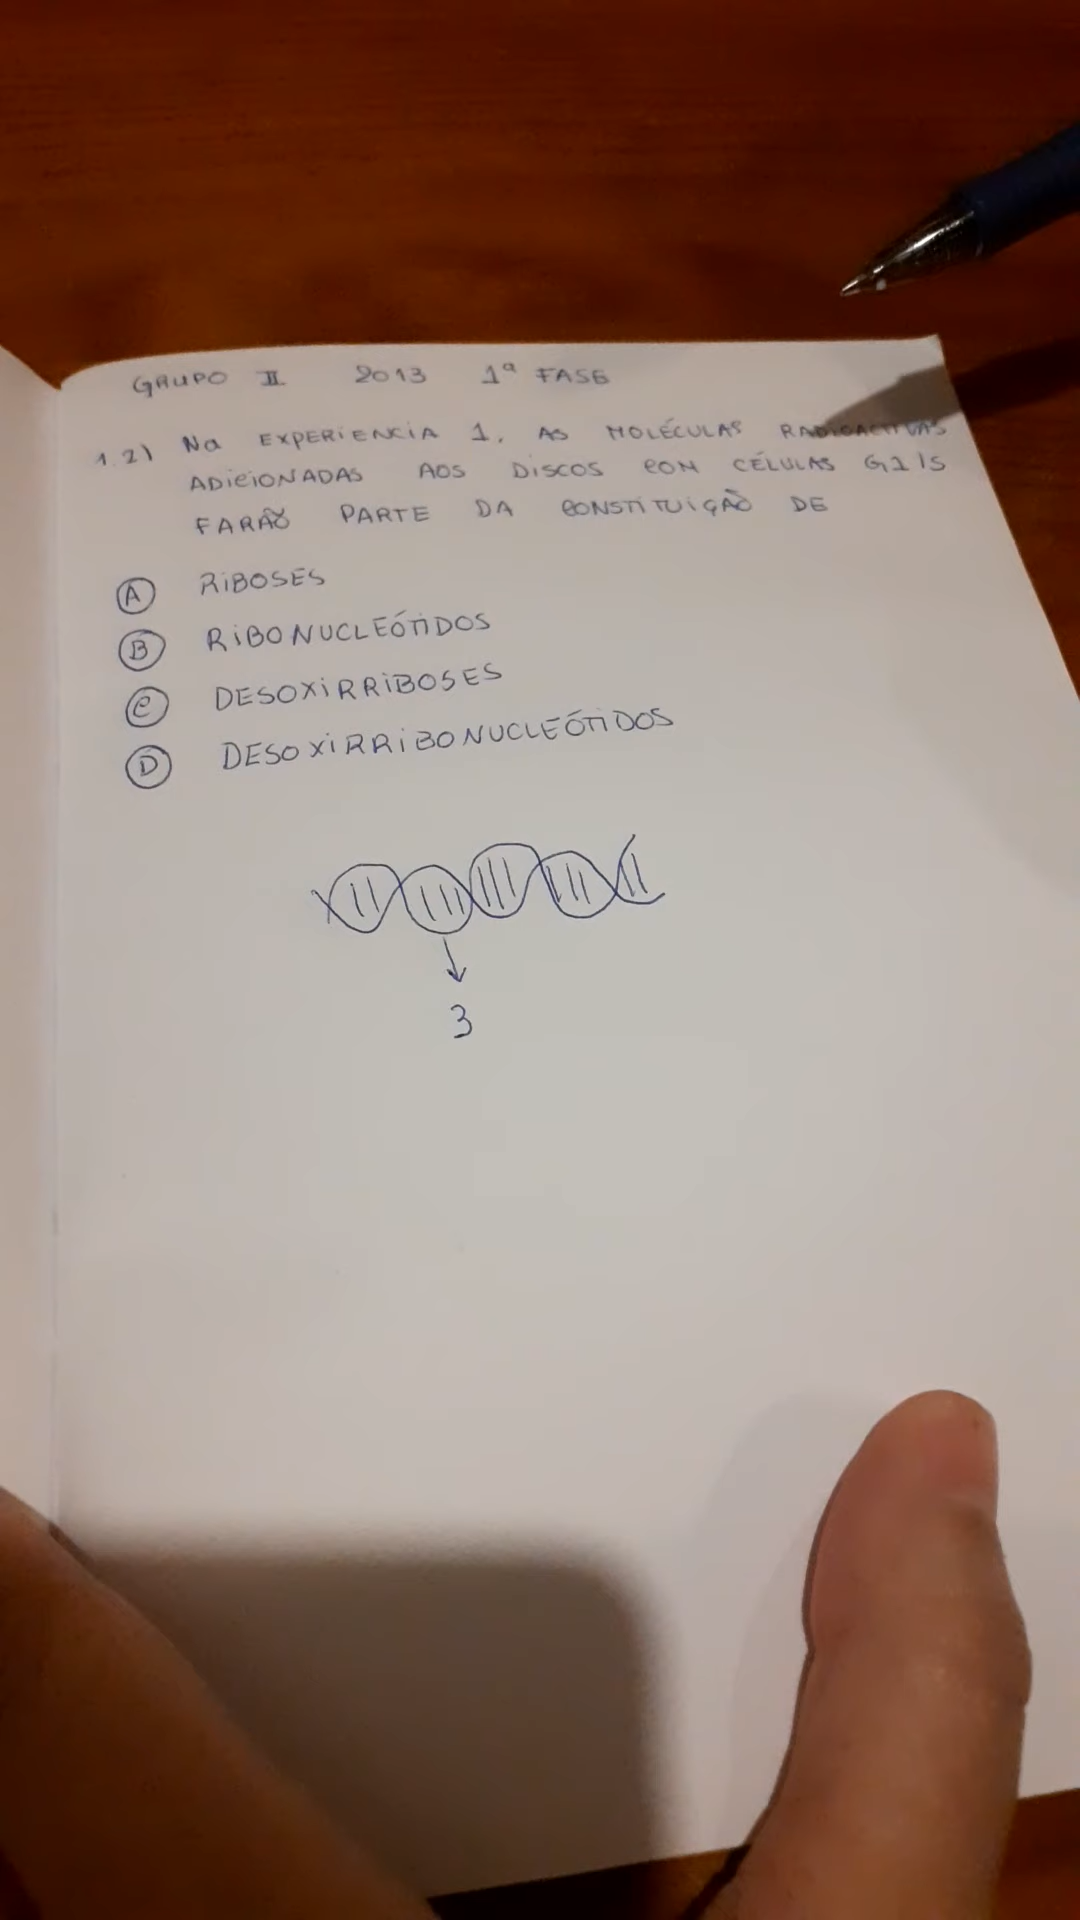 GRUPO II 2013 1ª FASE
1.2) Na EXPERIENCIA 1, AS MOLÉCULAS RADIOACTIVAS
ADICIONADAS AOS DISCOS COM CÉLULAS G1/S
FARÃO PARTE DA CONSTITUIÇÃO DE
A RIBOSES
B RIBONUCLEÓTIDOS
C DESOXIRRIBOSES
D DESOXIRRIBONUCLEÓTIDOS
3